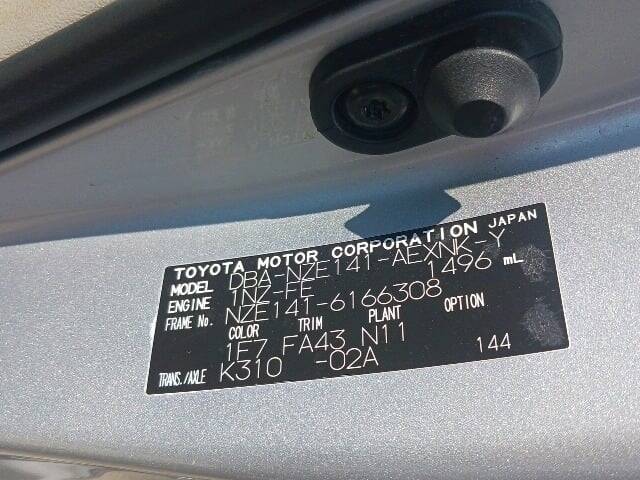 TOYOTA MOTOR CORPORATION JAPAN
MODEL DBA-NZE141-AEXNK-Y
ENGINE 1NZ-FE 1496 mL
FRAME No. NZE141-6166308
COLOR TRIM PLANT OPTION
1F7 FA43 N11
TRANS./AXLE K310 -02A 144